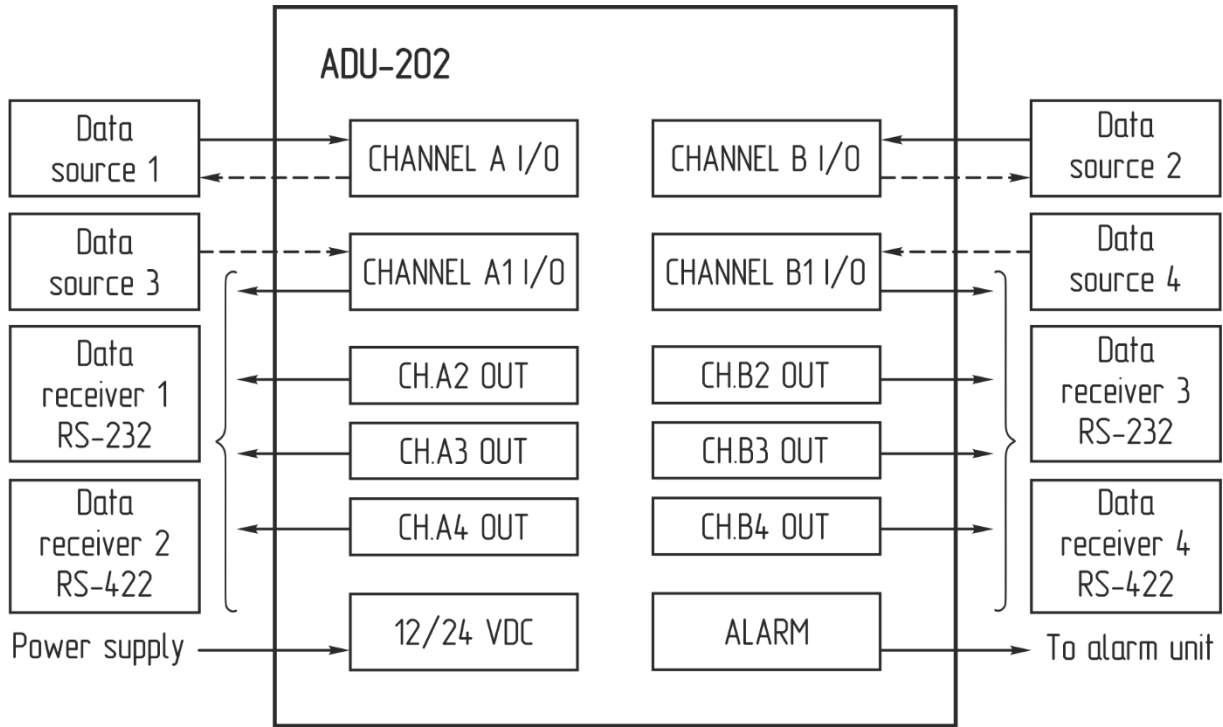 ADU-202
Data
source 1
CHANNEL A I/O
CHANNEL B I/O
Data
source 2
Data
source 3
CHANNEL A1 I/O
CHANNEL B1 I/O
Data
source 4
Data
receiver 1
RS-232
CH.A2 OUT
CH.B2 OUT
Data
receiver 3
RS-232
CH.A3 OUT
CH.B3 OUT
Data
receiver 2
RS-422
CH.A4 OUT
CH.B4 OUT
Data
receiver 4
RS-422
Power supply
12/24 VDC
ALARM
To alarm unit